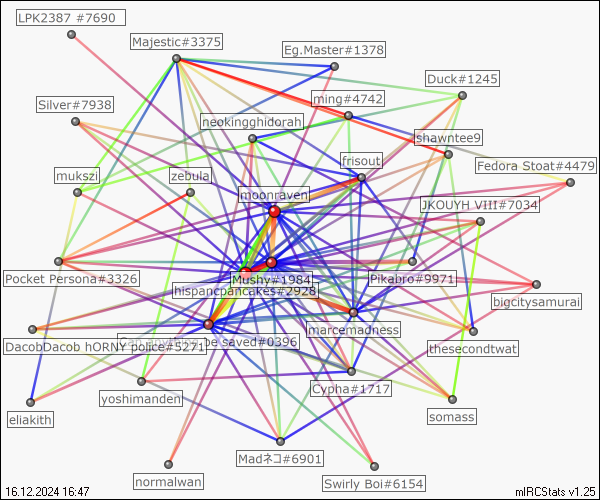 LPK2387 #7690
Majestic#3375
Eg.Master#1378
Duck#1245
Silver#7938
ming#4742
neokingghidorah
shawntee9
frisout
Fedora Stoat#4479
mukszi
zebula
moonraven
JKOUYH VIII#7034
Pocket Persona#3326
Mushy#1984
Pikabro#9971
hispancpancakes#2928
bigcitysamurai
jmarcemadness
DacobDacob hORNY police#5271
be saved#0396
thesecondtwat
Cypha#1717
eliakith
yoshimanden
somass
Madネコ#6901
normalwan
Swirly Boi#6154
16.12.2024 16:47
mIRCStats v1.25